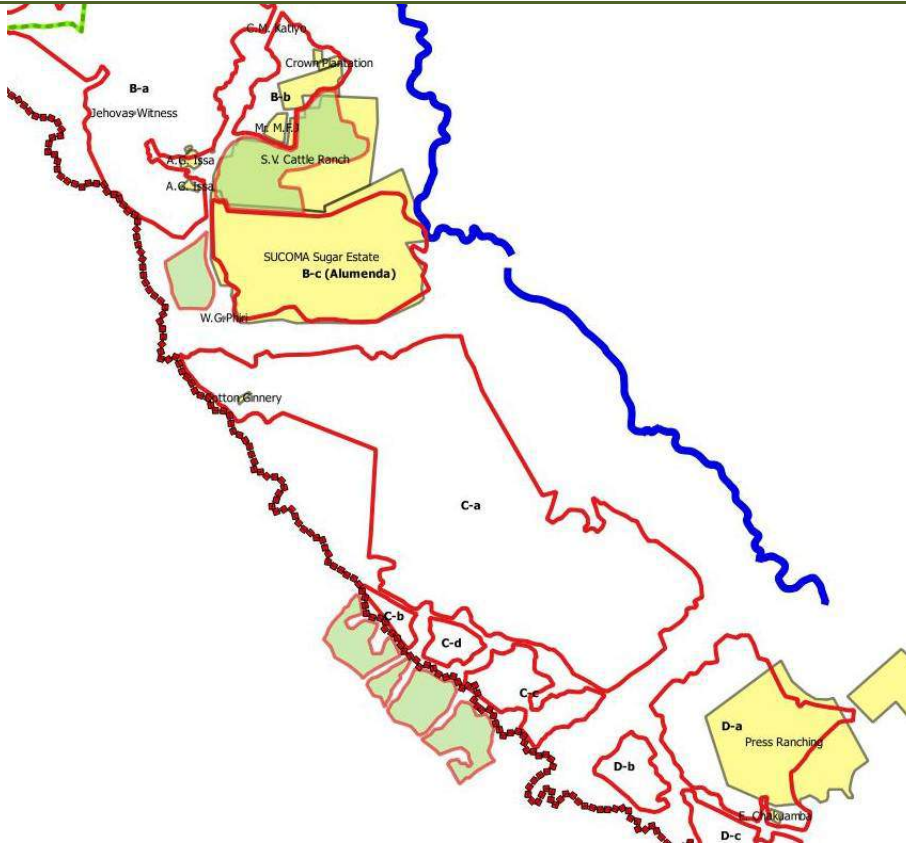 C.M. Katiyo
Crown Plantation
B-a
B-b
Jehovas Witness
Mr. M.F.J
A.G. Issa
S.V. Cattle Ranch
A.G. Issa
SUCOMA Sugar Estate
B-c (Alumenda)
W.G.Phiri
Cotton Ginnery
C-a
C-b
C-d
C-c
D-a
Press Ranching
D-b
E. Chakuamba
D-c